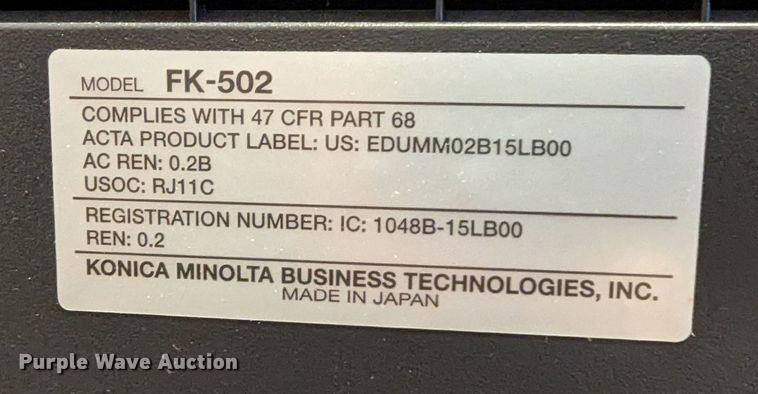 MODEL FK-502
COMPLIES WITH 47 CFR PART 68
ACTA PRODUCT LABEL: US: EDUMM02B15LB00
AC REN: 0.2B
USOC: RJ11C
REGISTRATION NUMBER: IC: 1048B-15LB00
REN: 0.2
KONICA MINOLTA BUSINESS TECHNOLOGIES, INC.
MADE IN JAPAN
Purple Wave Auction